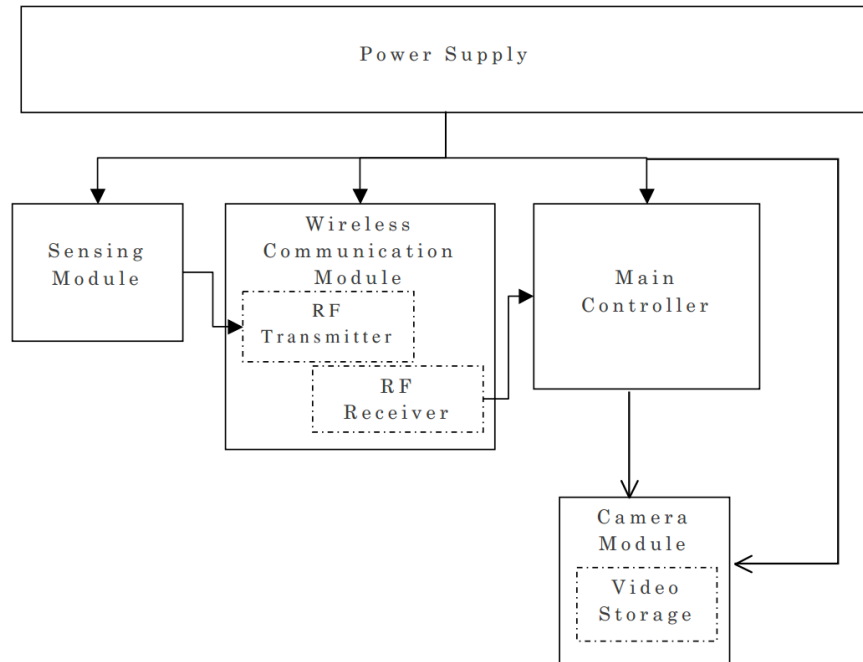 Power Supply
Sensing
Module
Wireless
Communication
Module
RF
Transmitter
RF
Receiver
Main
Controller
Camera
Module
Video
Storage